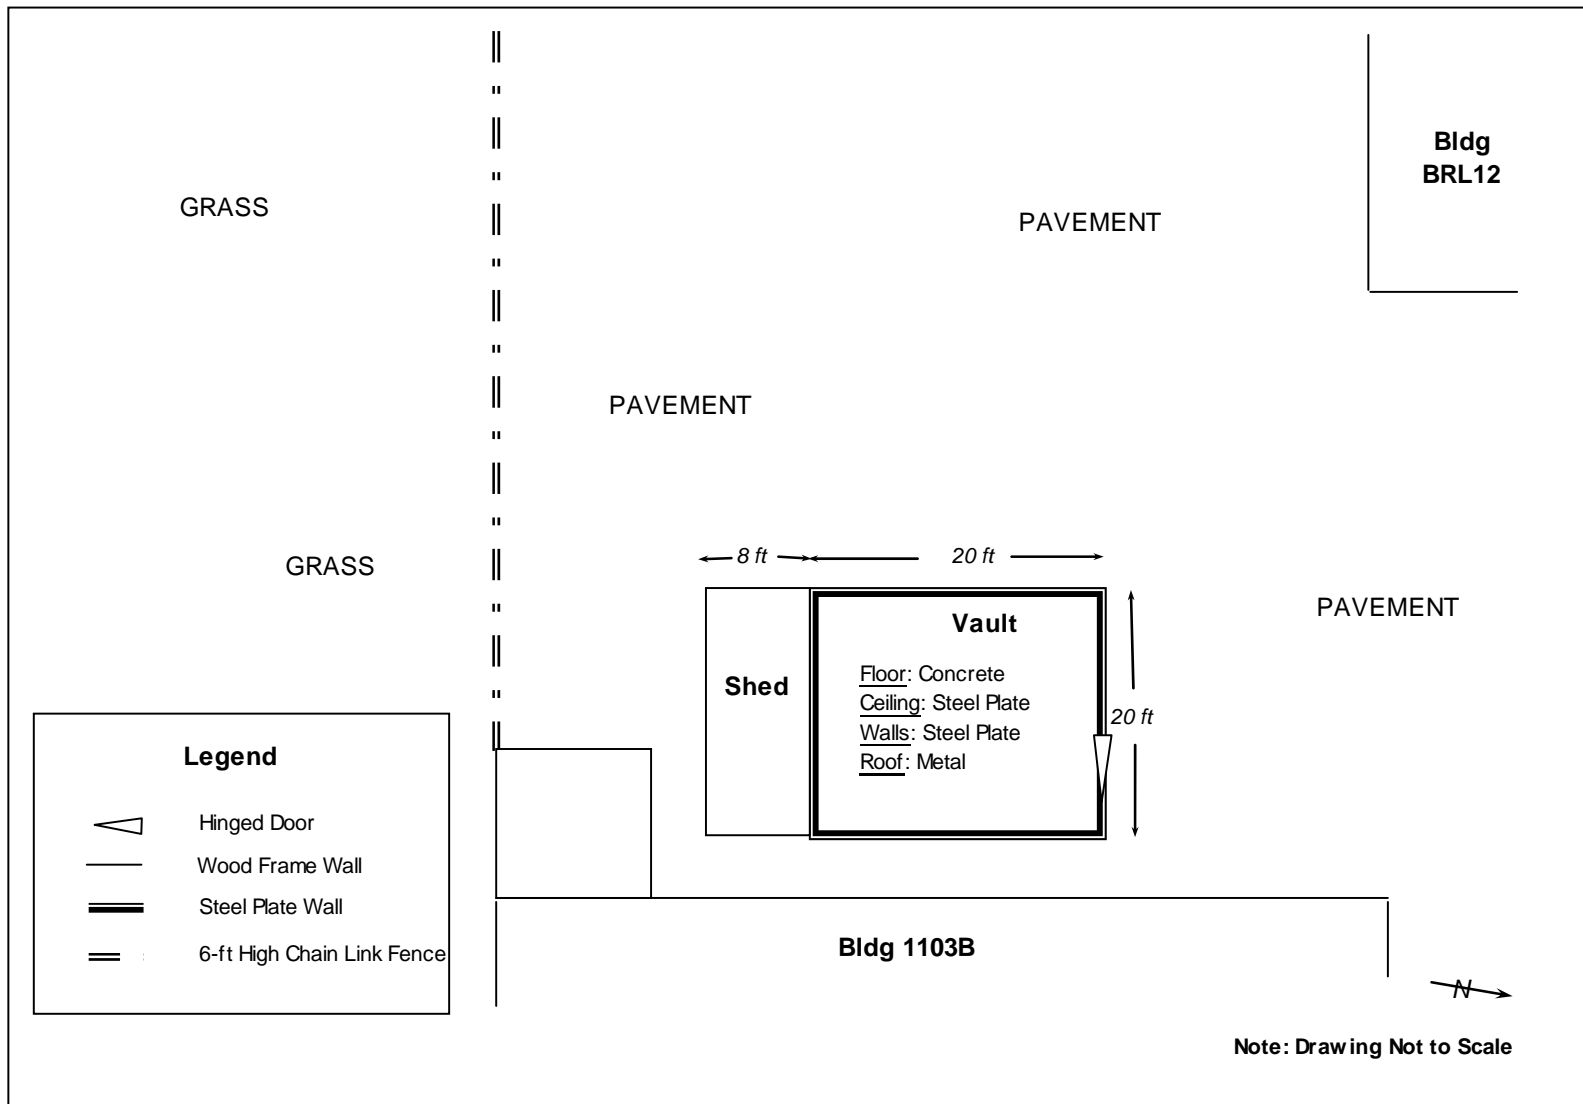 Bldg
BRL12
GRASS
PAVEMENT
PAVEMENT
8 ft
20 ft
GRASS
PAVEMENT
Vault
Floor: Concrete
Shed
Ceiling: Steel Plate
Walls: Steel Plate
20 ft
Roof: Metal
Legend
Hinged Door
Wood Frame Wall
Steel Plate Wall
6-ft High Chain Link Fence
Bldg 1103B
N
Note: Drawing Not to Scale